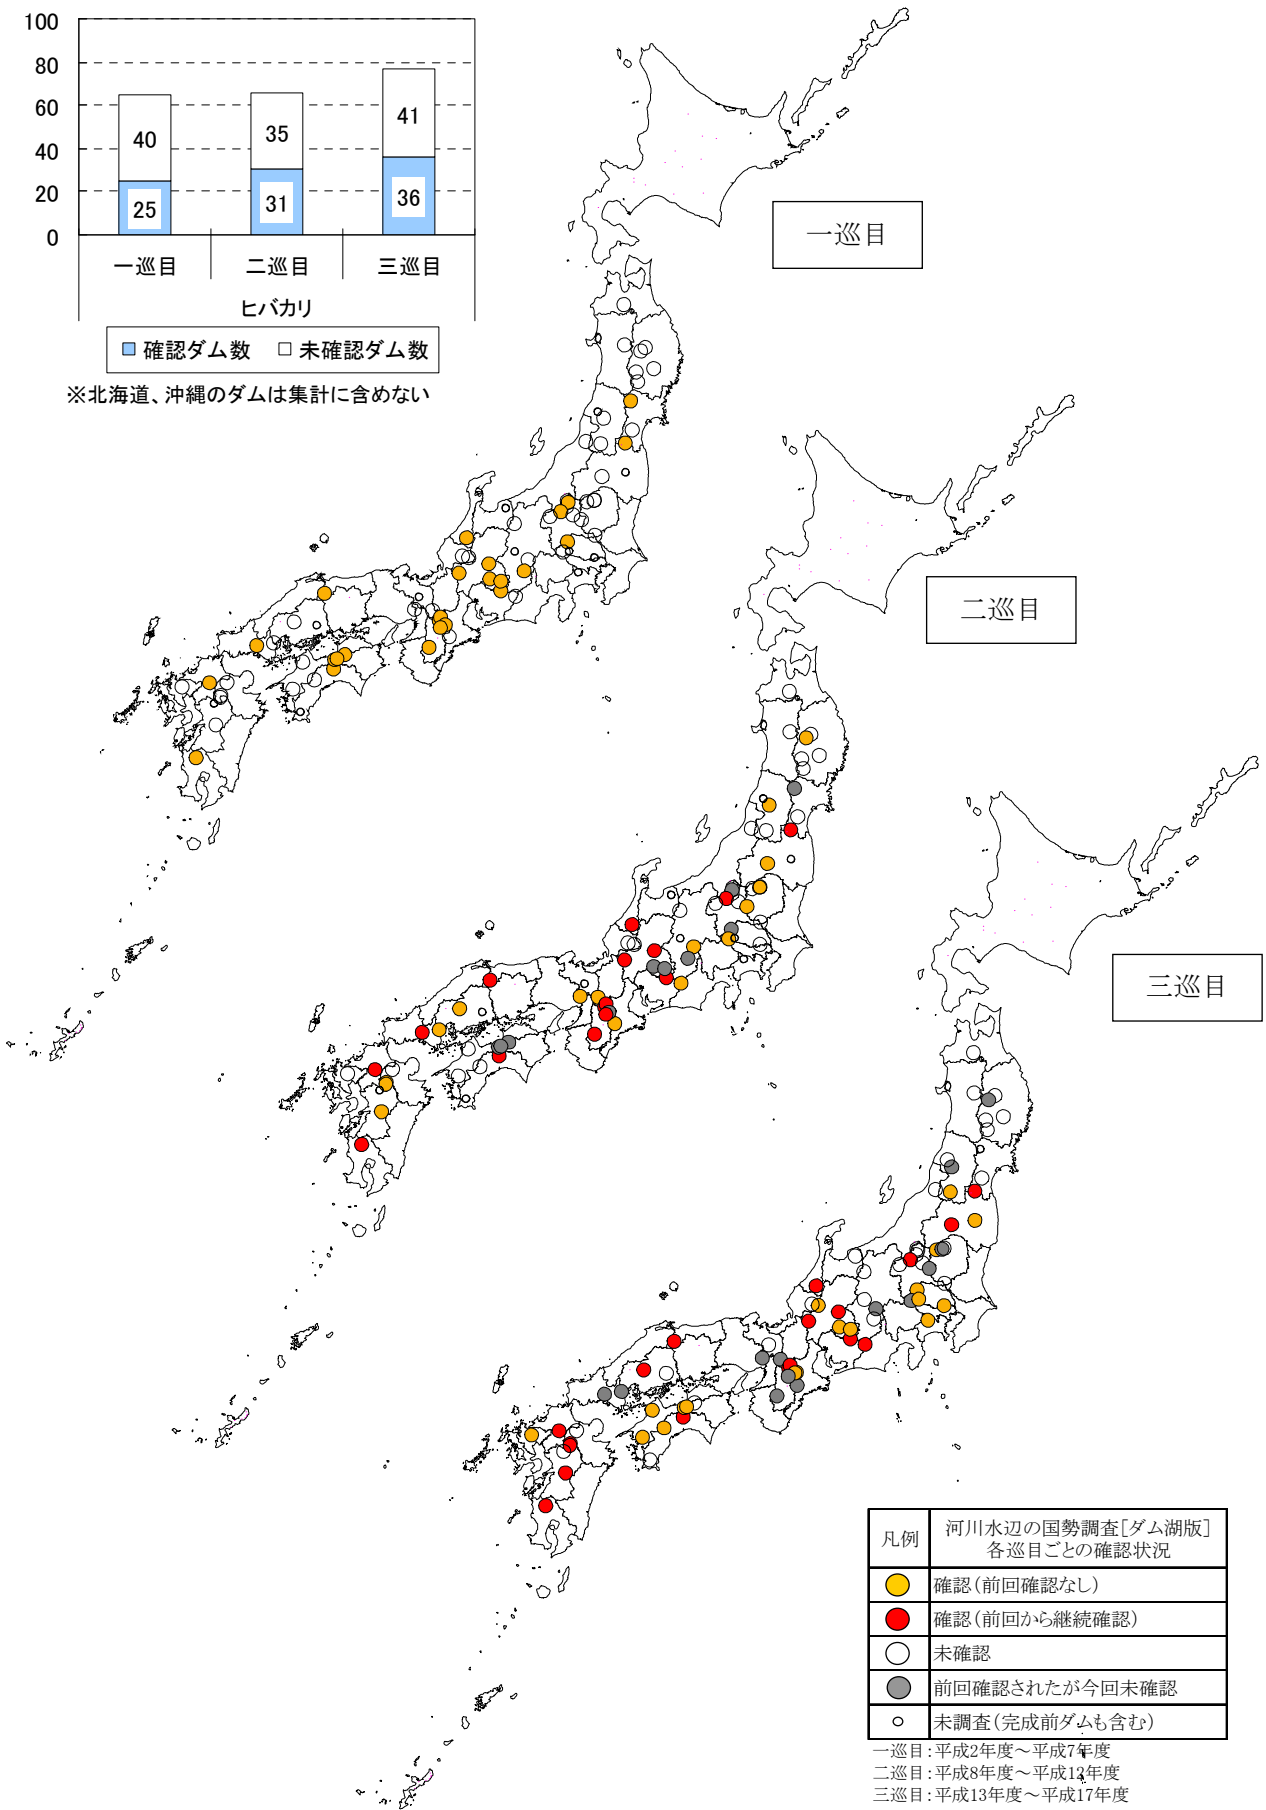 100
80
60
40
20
0
40
35
41
25
31
36
一巡目
二巡目
三巡目
ヒバカリ
確認ダム数
未確認ダム数
※北海道、沖縄のダムは集計に含めない
一巡目
二巡目
三巡目
凡例
河川水辺の国勢調査[ダム湖版]
各巡目ごとの確認状況
確認(前回確認なし)
確認(前回から継続確認)
未確認
前回確認されたが今回未確認
未調査(完成前ダムも含む)
一巡目:平成2年度~平成7年度
二巡目:平成8年度~平成12年度
三巡目:平成13年度~平成17年度